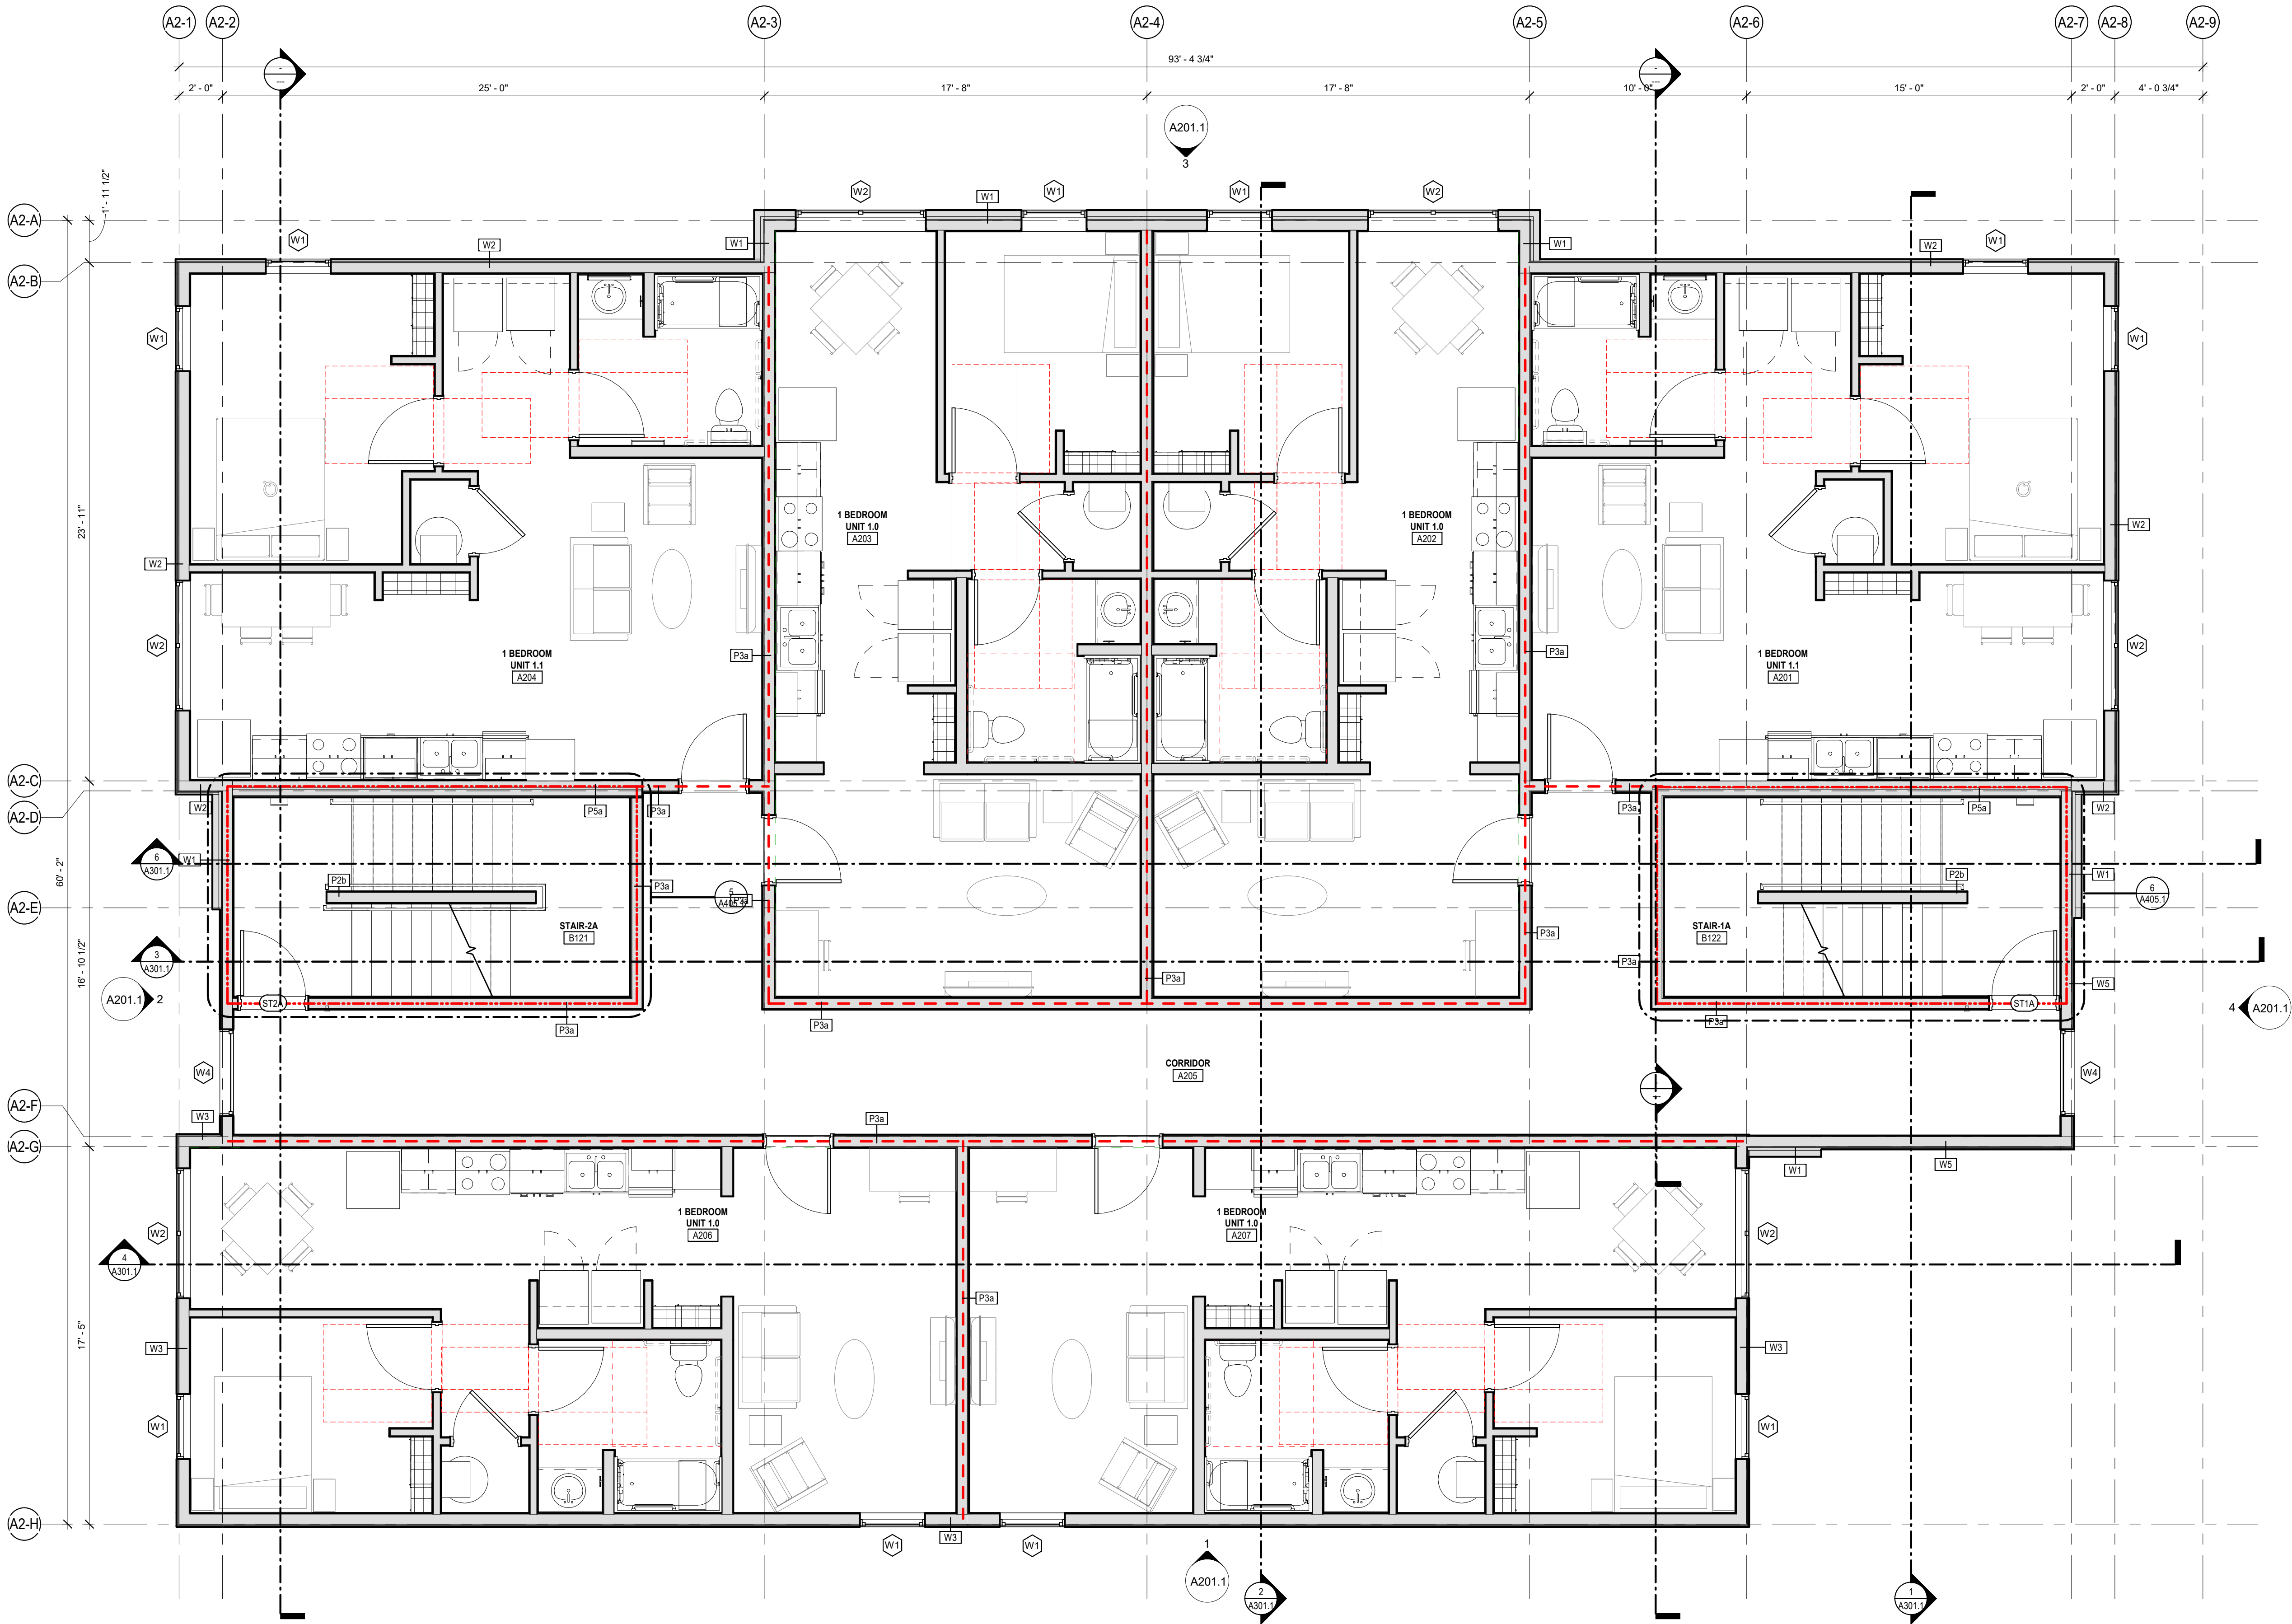 A2-1
A2-2
A2-3
A2-4
A2-5
A2-6
A2-7
A2-8
A2-9
93' - 4 3/4"
2' - 0"
25' - 0"
17' - 8"
17' - 8"
10' - 0"
15' - 0"
2' - 0"
4' - 0 3/4"
A201.1
3
1' - 11 1/2"
A2-A
A2-B
W2
W1
W1
W1
W2
W1
W2
W1
W1
W2
W1
W1
W1
23' - 11"
1 BEDROOM
UNIT 1.0
A203
1 BEDROOM
UNIT 1.0
A202
W2
W2
W2
W2
1 BEDROOM
UNIT 1.1
A204
P3a
P3a
1 BEDROOM
UNIT 1.1
A201
A2-C
A2-D
W2
P5a
P3a
P3a
P5a
W2
60' - 2"
6
A301.1
W1
P2b
P3a
5
P3a
P2b
W1
6
A405.1
A2-E
STAIR-2A
B121
P3a
STAIR-1A
B122
16' - 10 1/2"
3
A301.1
P3a
P3a
A201.1
2
ST2A
P3a
P3a
P3a
ST1A
W5
4
A201.1
CORRIDOR
A205
W4
W4
A2-F
W3
P3a
A2-G
W1
W5
1 BEDROOM
UNIT 1.0
A206
1 BEDROOM
UNIT 1.0
A207
W2
W2
4
A301.1
P3a
17' - 5"
W3
W3
W1
W1
A2-H
W1
W3
W1
1
A201.1
2
A301.1
1
A301.1